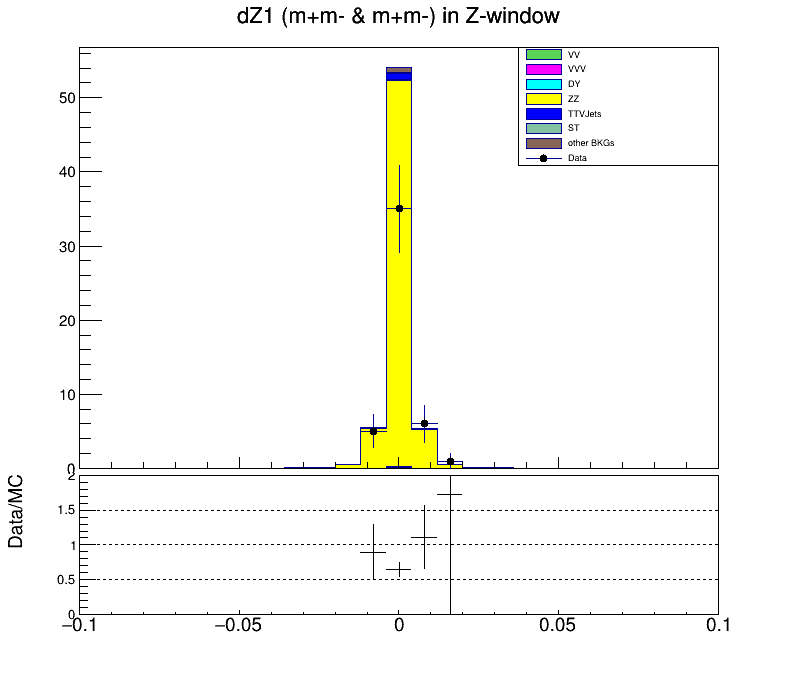 dZ1 (m+m- & m+m-) in Z-window
VV
VVV
DY
ZZ
TTVJets
ST
other BKGs
Data
50
40
30
20
10
0
Data/MC
2
1.5
1
0.5
0
−0.1 −0.05 0 0.05 0.1